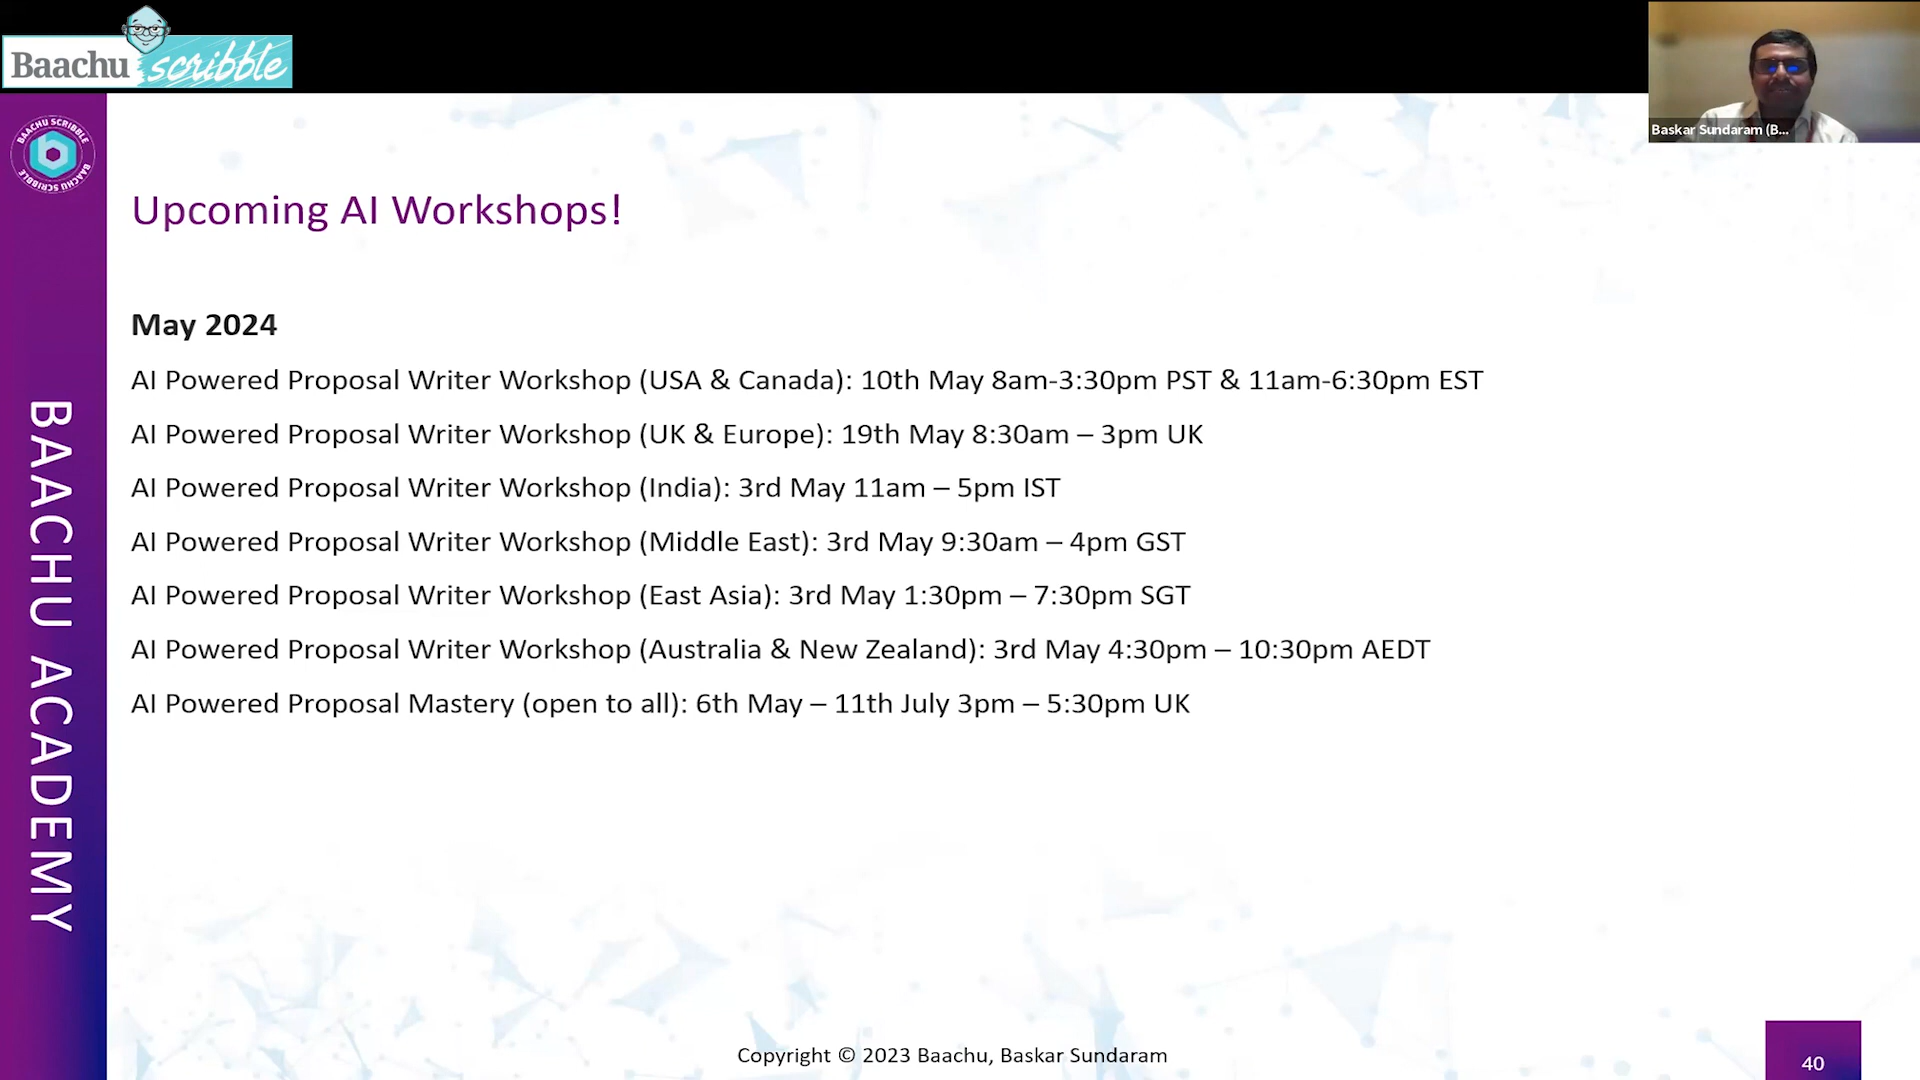 Baachu scribble
Baskar Sundaram (B...
BAACHU SCRIBBLE
BAACHU SCRIBBLE
BAACHU ACADEMY
Upcoming AI Workshops!
May 2024
AI Powered Proposal Writer Workshop (USA & Canada): 10th May 8am-3:30pm PST & 11am-6:30pm EST
AI Powered Proposal Writer Workshop (UK & Europe): 19th May 8:30am – 3pm UK
AI Powered Proposal Writer Workshop (India): 3rd May 11am – 5pm IST
AI Powered Proposal Writer Workshop (Middle East): 3rd May 9:30am – 4pm GST
AI Powered Proposal Writer Workshop (East Asia): 3rd May 1:30pm – 7:30pm SGT
AI Powered Proposal Writer Workshop (Australia & New Zealand): 3rd May 4:30pm – 10:30pm AEDT
AI Powered Proposal Mastery (open to all): 6th May – 11th July 3pm – 5:30pm UK
Copyright © 2023 Baachu, Baskar Sundaram
40